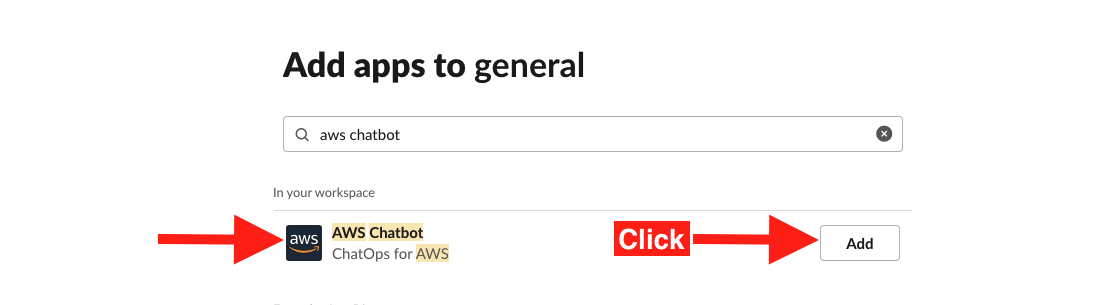 Add apps to general
aws chatbot
In your workspace
aws
AWS Chatbot
ChatOps for AWS
Click
Add